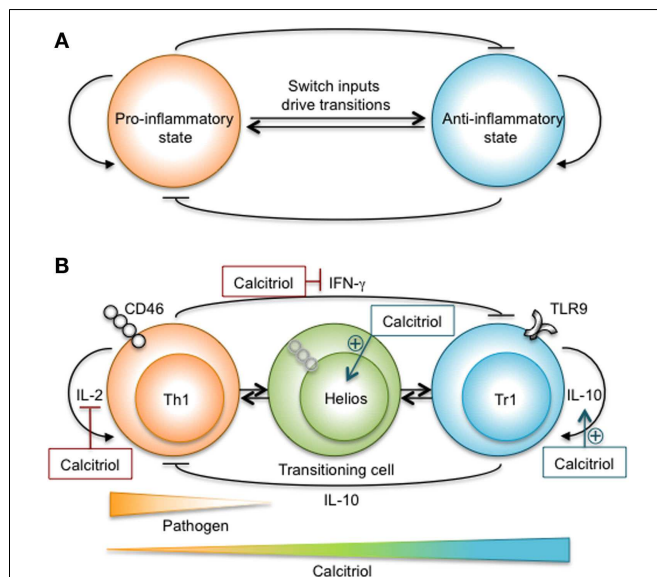 A
Switch inputs
drive transitions
Pro-inflammatory
state
Anti-inflammatory
state
B
Calcitriol
IFN-γ
CD46
Calcitriol
TLR9
IL-2
Th1
Helios
Tr1
IL-10
Calcitriol
Calcitriol
Transitioning cell
IL-10
Pathogen
Calcitriol